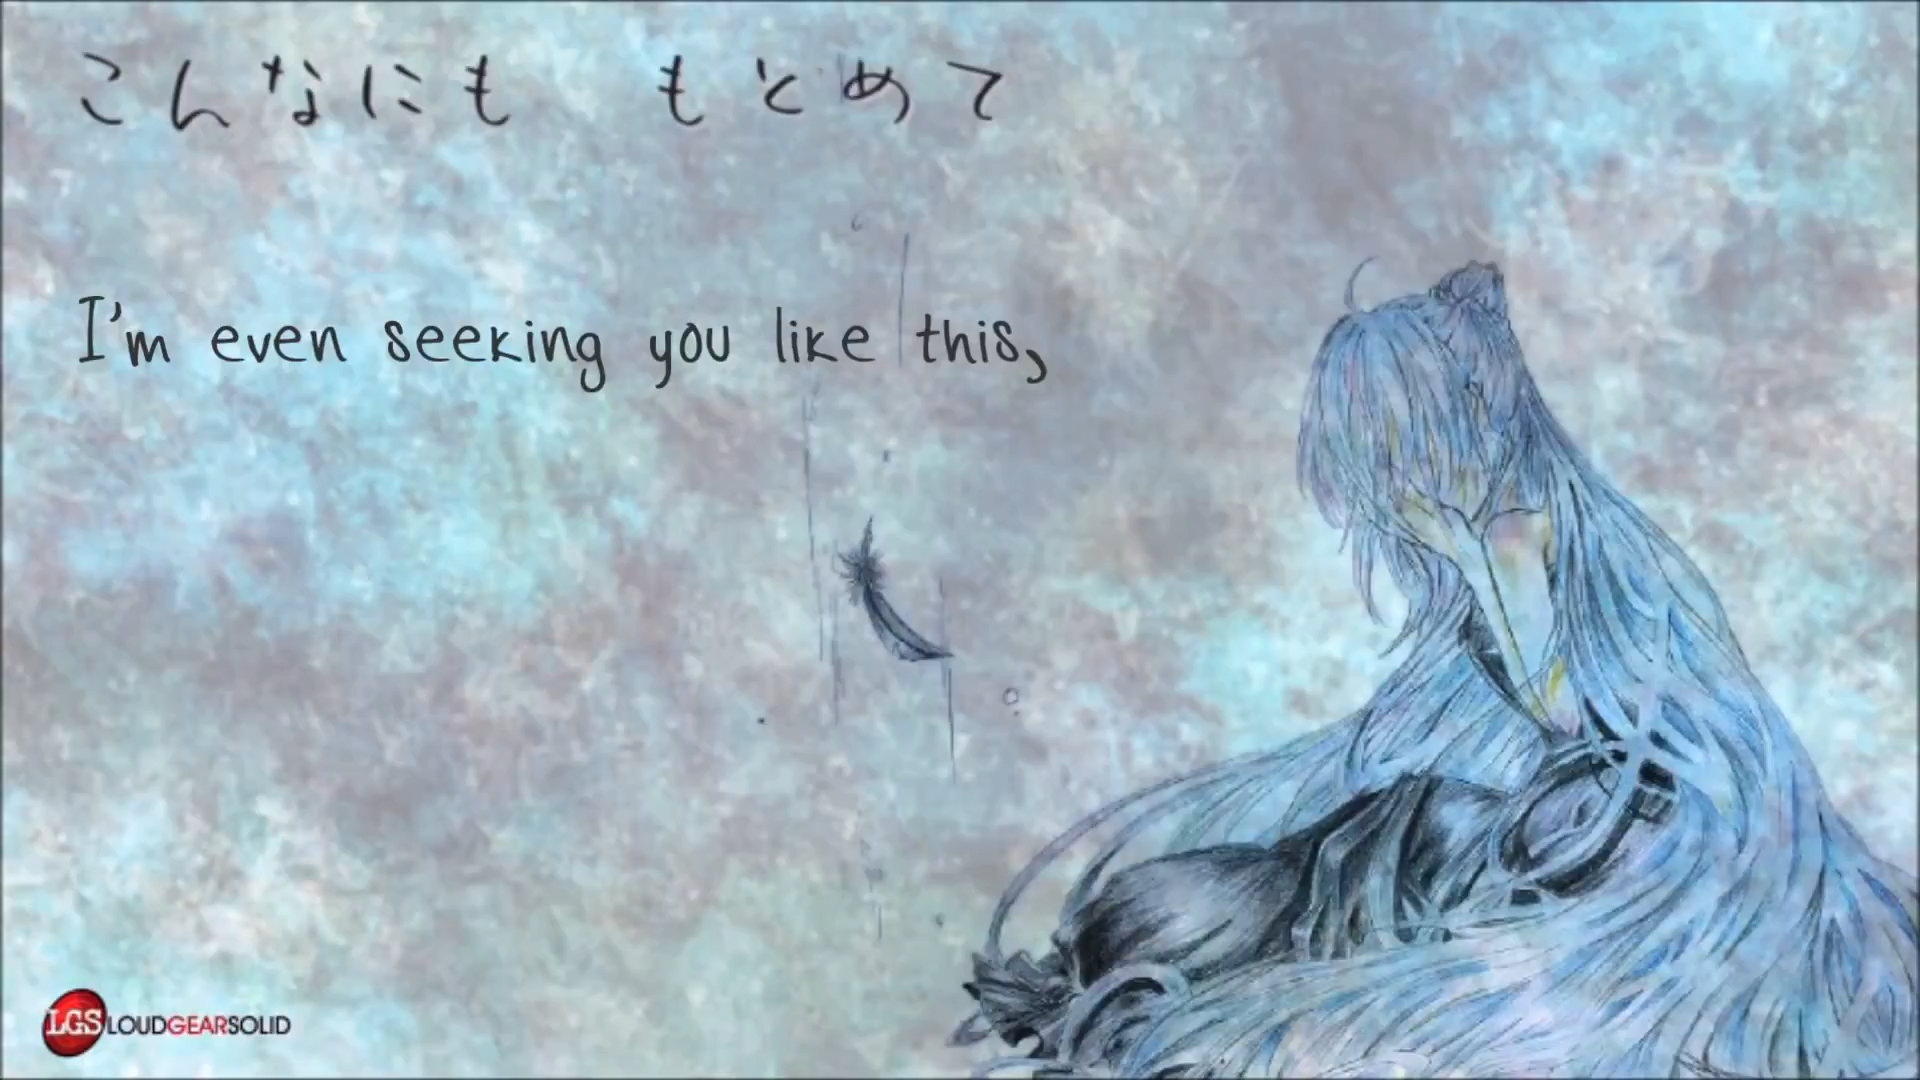 こんなにも　もとめて
I'm even seeking you like this,
LGS LOUDGEARSOLID